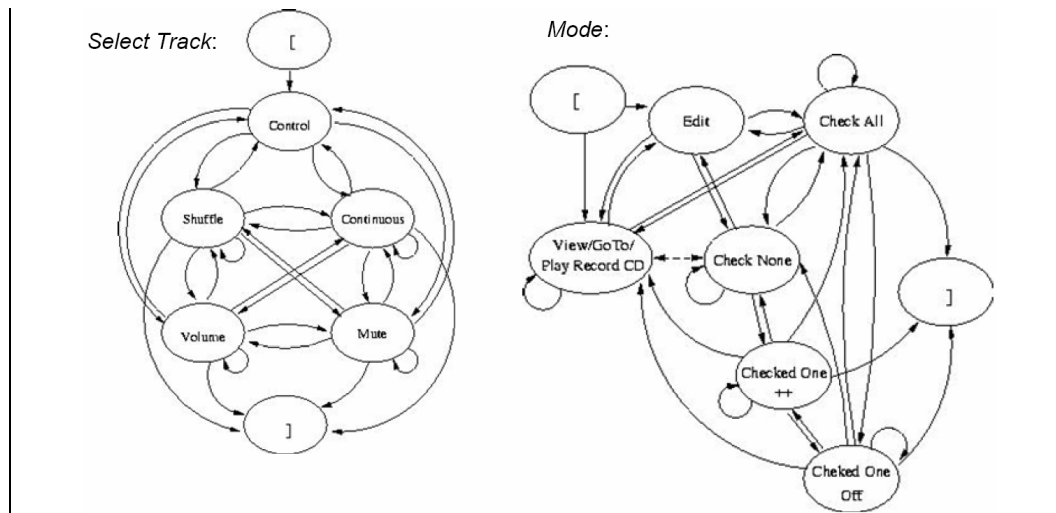 Select Track:
[
Control
Shuffle
Continuous
Volume
Mute
]
Mode:
[
Edit
Check All
View/GoTo/
Play Record CD
Check None
]
Checked One
++
Cheked One
Off